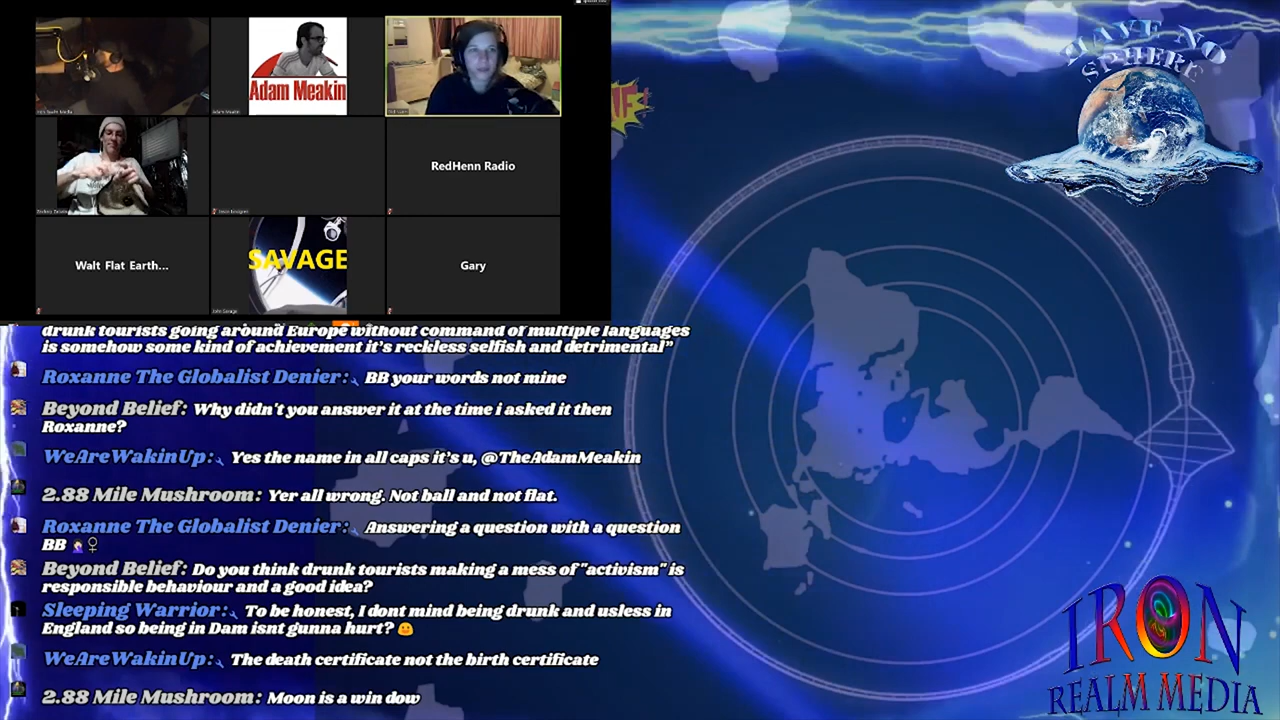 HAVE NO
SPHERE
Adam Meakin
Adam Meakin
RedHenn Radio
Walt Flat Earth...
SAVAGE
John Savage
Gary
drunk tourists going around Europe without command of multiple languages
is somehow some kind of achievement it's reckless selfish and detrimental”
Roxanne The Globalist Denier: BB your words not mine
Beyond Belief: Why didn't you answer it at the time i asked it then
Roxanne?
WeAreWakinUp: Yes the name in all caps it's u, @TheAdamMeakin
2.88 Mile Mushroom: Yer all wrong. Not ball and not flat.
Roxanne The Globalist Denier: Answering a question with a question
BB 🤦🏻‍♀
Beyond Belief: Do you think drunk tourists making a mess of "activism" is
responsible behaviour and a good idea?
Sleeping Warrior: To be honest, I dont mind being drunk and usless in
England so being in Dam isnt gunna hurt? 🙂
WeAreWakinUp: The death certificate not the birth certificate
2.88 Mile Mushroom: Moon is a win dow
IRON
REALM MEDIA